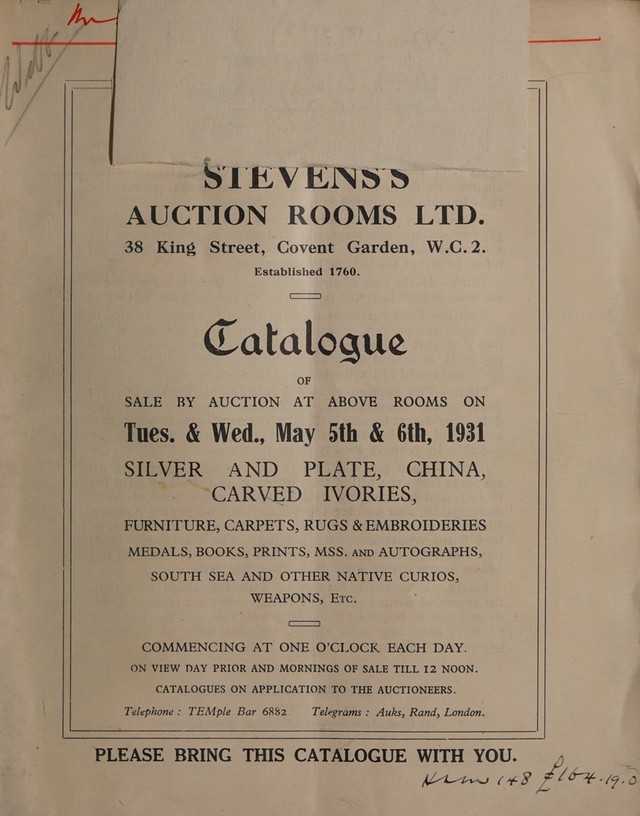 STEVENS'S
AUCTION ROOMS LTD.
38 King Street, Covent Garden, W.C.2.
Established 1760.
Catalogue
OF
SALE BY AUCTION AT ABOVE ROOMS ON
Tues. & Wed., May 5th & 6th, 1931
SILVER AND PLATE, CHINA,
CARVED IVORIES,
FURNITURE, CARPETS, RUGS & EMBROIDERIES
MEDALS, BOOKS, PRINTS, MSS. AND AUTOGRAPHS,
SOUTH SEA AND OTHER NATIVE CURIOS,
WEAPONS, ETC.
COMMENCING AT ONE O'CLOCK EACH DAY.
ON VIEW DAY PRIOR AND MORNINGS OF SALE TILL 12 NOON.
CATALOGUES ON APPLICATION TO THE AUCTIONEERS.
Telephone : TEMple Bar 6882 Telegrams : Auks, Rand, London.
PLEASE BRING THIS CATALOGUE WITH YOU.
148 £164.19.0